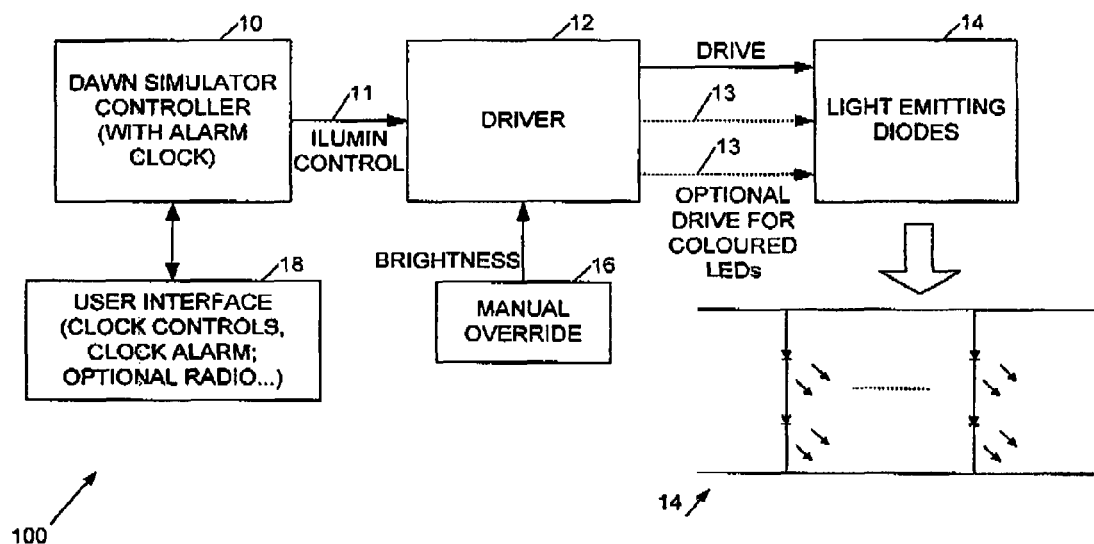 10
DAWN SIMULATOR
CONTROLLER
(WITH ALARM
CLOCK)
11
ILUMIN
CONTROL
12
DRIVER
DRIVE
13
13
OPTIONAL
DRIVE FOR
COLOURED
LEDs
14
LIGHT EMITTING
DIODES
18
USER INTERFACE
(CLOCK CONTROLS,
CLOCK ALARM;
OPTIONAL RADIO...)
BRIGHTNESS
16
MANUAL
OVERRIDE
14
100